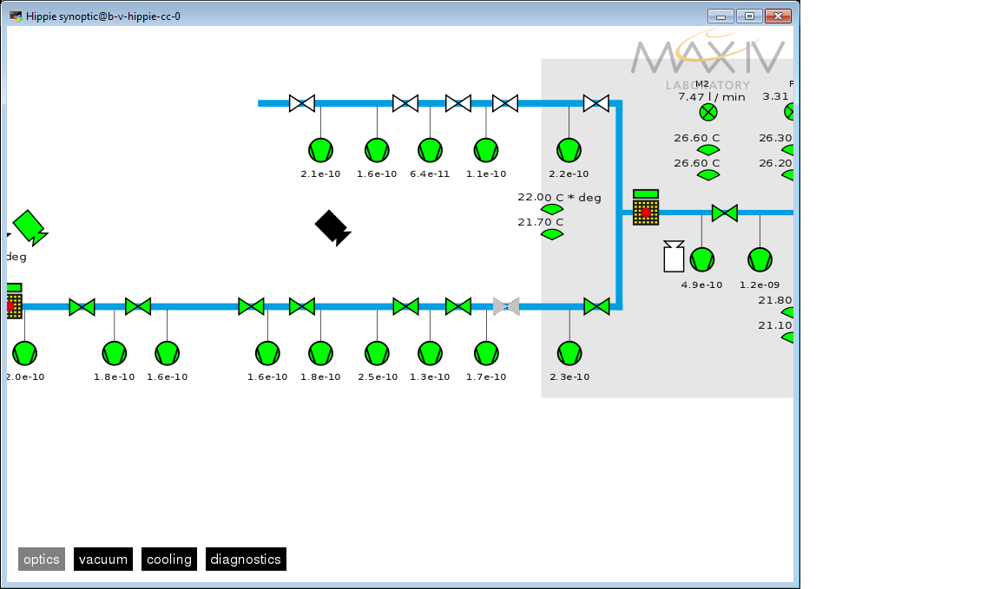 Hippie synoptic@b-v-hippie-cc-0
MAX IV
LABORATORY
M2
7.47 l / min
3.31
26.60 C
26.30
26.60 C
26.20
2.1e-10
1.6e-10
6.4e-11
1.1e-10
2.2e-10
22.00 C * deg
21.70 C
deg
4.9e-10
1.2e-09
21.80
21.10
2.0e-10
1.8e-10
1.6e-10
1.6e-10
1.8e-10
2.5e-10
1.3e-10
1.7e-10
2.3e-10
optics
vacuum
cooling
diagnostics